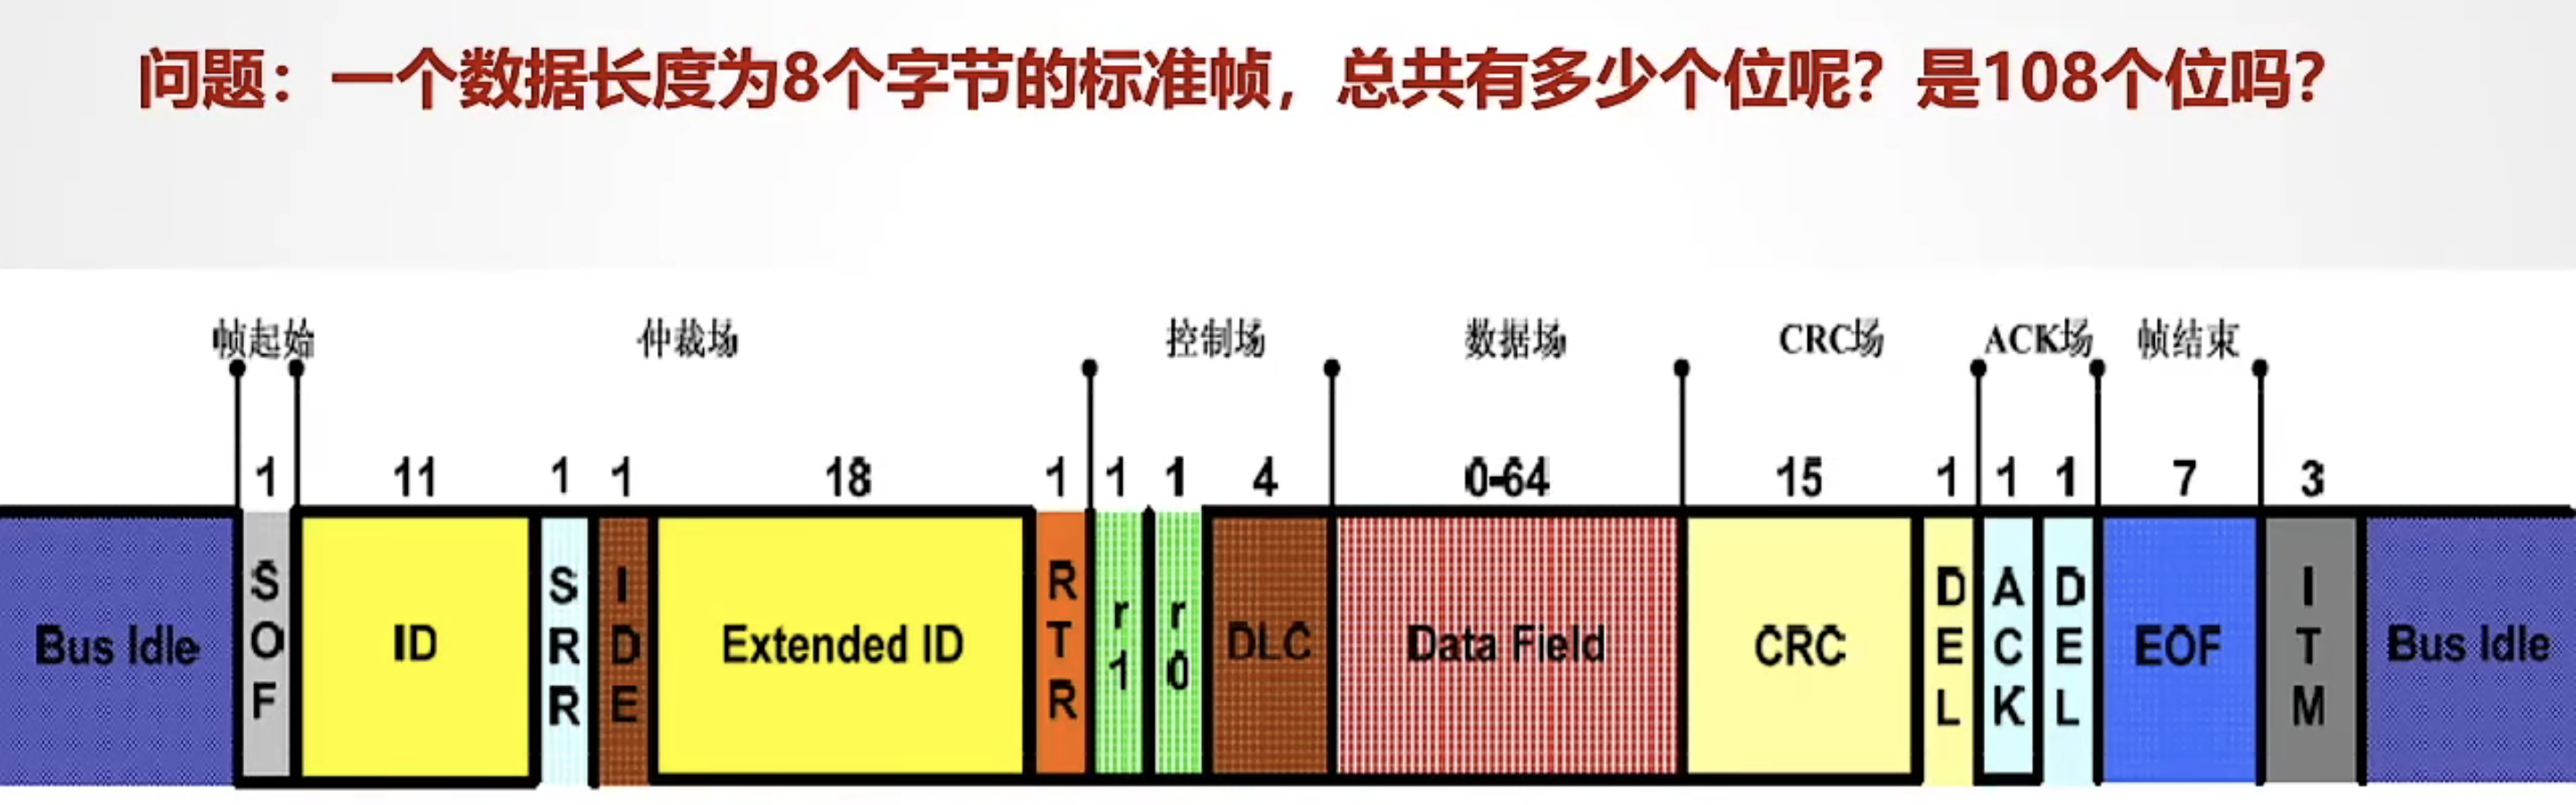 问题：一个数据长度为8个字节的标准帧，总共有多少个位呢？是108个位吗？
帧起始 仲裁场 控制场 数据场 CRC场 ACK场 帧结束
1 11 1 1 18 1 1 1 4 0-64 15 1 1 1 7 3
Bus Idle SOF ID SRR IDE Extended ID RTR r1 r0 DLC Data Field CRC DEL ACK DEL EOF ITM Bus Idle